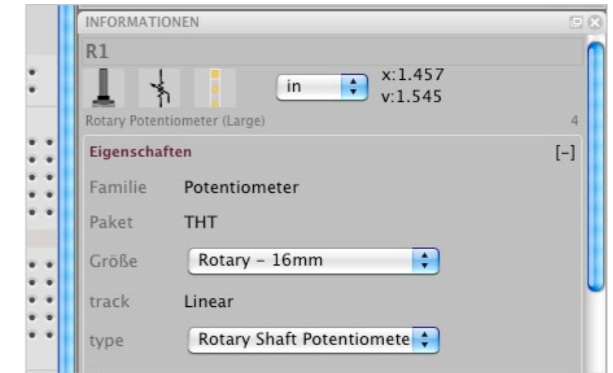 INFORMATIONEN
R1
in
x:1.457
v:1.545
Rotary Potentiometer (Large) 4
Eigenschaften [-]
Familie Potentiometer
Paket THT
Größe Rotary – 16mm
track Linear
type Rotary Shaft Potentiomete